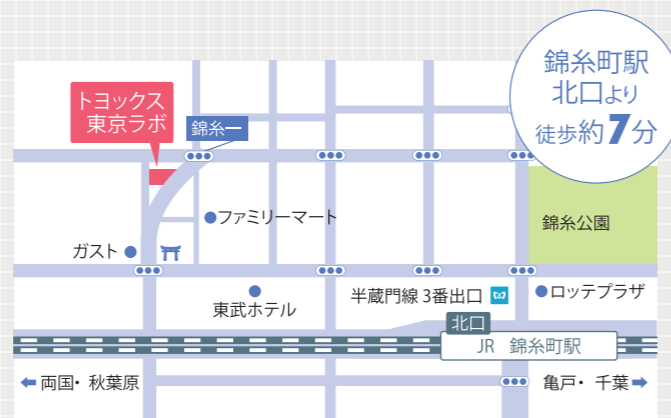 錦糸町駅
北口より
徒歩約7分
トヨックス
東京ラボ
錦糸一
ファミリーマート
錦糸公園
ガスト
東武ホテル
半蔵門線 3番出口
ロッテプラザ
北口
JR 錦糸町駅
両国・秋葉原
亀戸・千葉